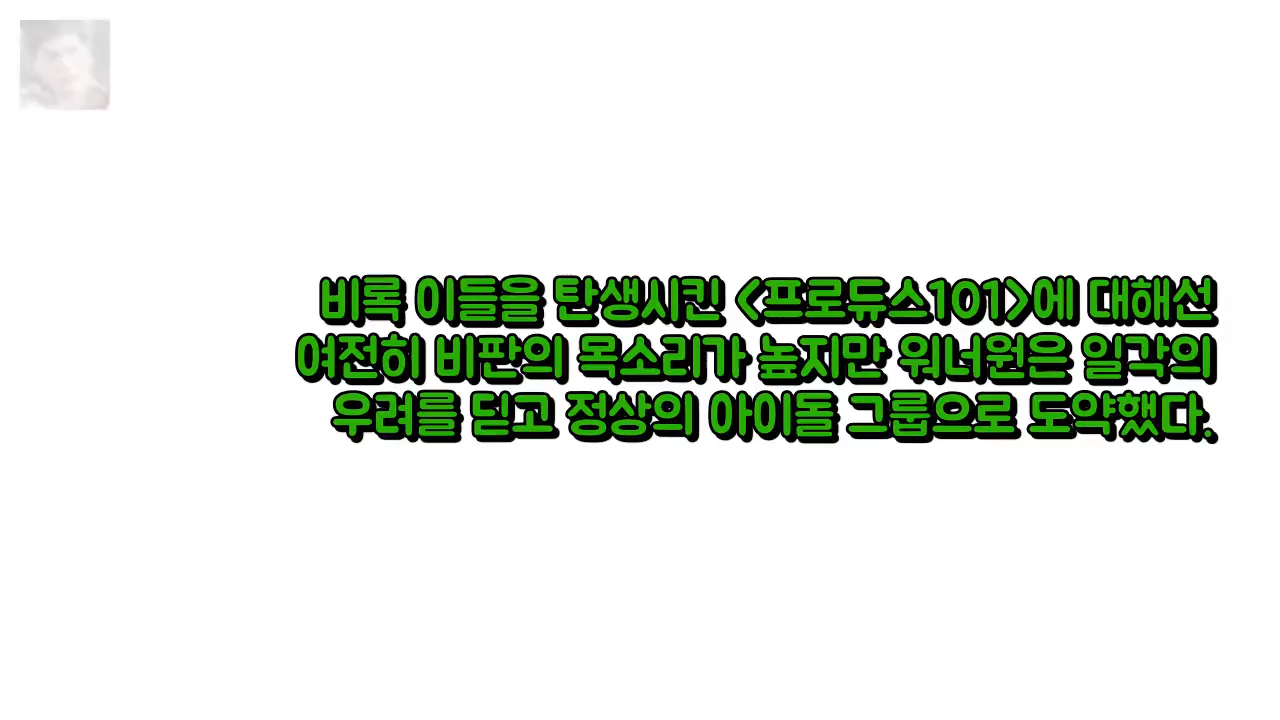 비록 이들을 탄생시킨 <프로듀스101>에 대해선
여전히 비판의 목소리가 높지만 워너원은 일각의
우려를 딛고 정상의 아이돌 그룹으로 도약했다.